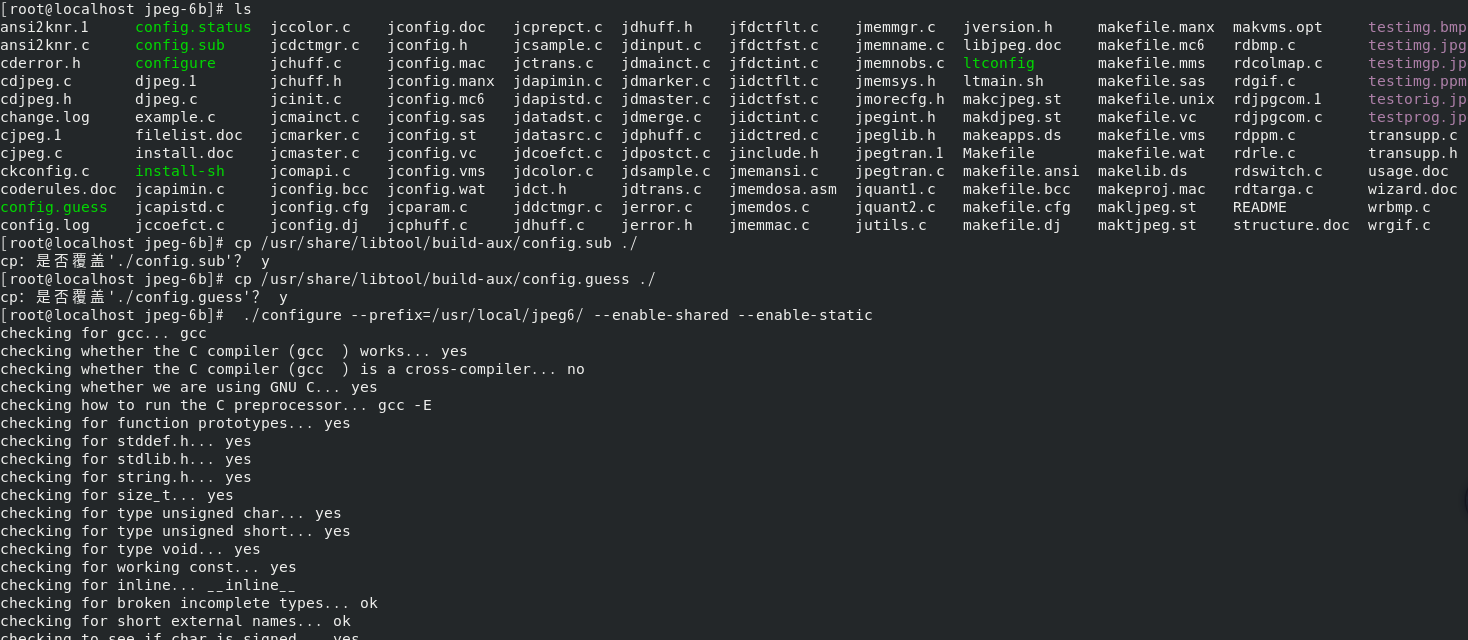 [root@localhost jpeg-6b]# ls
ansi2knr.1 config.status jccolor.c jconfig.doc jcprepct.c jdhuff.h jfdctflt.c jmemmgr.c jversion.h makefile.manx makvms.opt testimg.bmp
ansi2knr.c config.sub jcdctmgr.c jconfig.h jcsample.c jdinput.c jfdctfst.c jmemname.c libjpeg.doc makefile.mc6 rdbmp.c testimg.jpg
cderror.h configure jchuff.c jconfig.mac jctrans.c jdmainct.c jfdctint.c jmemnobs.c ltconfig makefile.mms rdcolmap.c testimgp.jp
cdjpeg.c djpeg.1 jchuff.h jconfig.manx jdapimin.c jdmarker.c jidctflt.c jmemsys.h ltmain.sh makefile.sas rdgif.c testimg.ppm
cdjpeg.h djpeg.c jcinit.c jconfig.mc6 jdapistd.c jdmaster.c jidctfst.c jmorecfg.h makcjpeg.st makefile.unix rdjpgcom.1 testorig.jp
change.log example.c jcmainct.c jconfig.sas jdatadst.c jdmerge.c jidctint.c jpegint.h makdjpeg.st makefile.vc rdjpgcom.c testprog.jp
cjpeg.1 filelist.doc jcmarker.c jconfig.st jdatasrc.c jdphuff.c jidctred.c jpeglib.h makeapps.ds makefile.vms rdppm.c transupp.c
cjpeg.c install.doc jcmaster.c jconfig.vc jdcoefct.c jdpostct.c jinclude.h jpegtran.1 Makefile makefile.wat rdrle.c transupp.h
ckconfig.c install-sh jcomapi.c jconfig.vms jdcolor.c jdsample.c jmemansi.c jpegtran.c makefile.ansi makelib.ds rdswitch.c usage.doc
coderules.doc jcapimin.c jconfig.bcc jconfig.wat jdct.h jdtrans.c jmemdosa.asm jquant1.c makefile.bcc makeproj.mac rdtarga.c wizard.doc
config.guess jcapistd.c jconfig.cfg jcparam.c jddctmgr.c jerror.c jmemdos.c jquant2.c makefile.cfg makljpeg.st README wrbmp.c
config.log jccoefct.c jconfig.dj jcphuff.c jdhuff.c jerror.h jmemmac.c jutils.c makefile.dj maktjpeg.st structure.doc wrgif.c
[root@localhost jpeg-6b]# cp /usr/share/libtool/build-aux/config.sub ./
cp: 是否覆盖'./config.sub'? y
[root@localhost jpeg-6b]# cp /usr/share/libtool/build-aux/config.guess ./
cp: 是否覆盖'./config.guess'? y
[root@localhost jpeg-6b]#  ./configure --prefix=/usr/local/jpeg6/ --enable-shared --enable-static
checking for gcc... gcc
checking whether the C compiler (gcc  ) works... yes
checking whether the C compiler (gcc  ) is a cross-compiler... no
checking whether we are using GNU C... yes
checking how to run the C preprocessor... gcc -E
checking for function prototypes... yes
checking for stddef.h... yes
checking for stdlib.h... yes
checking for string.h... yes
checking for size_t... yes
checking for type unsigned char... yes
checking for type unsigned short... yes
checking for type void... yes
checking for working const... yes
checking for inline... __inline__
checking for broken incomplete types... ok
checking for short external names... ok
checking to see if char is signed... yes